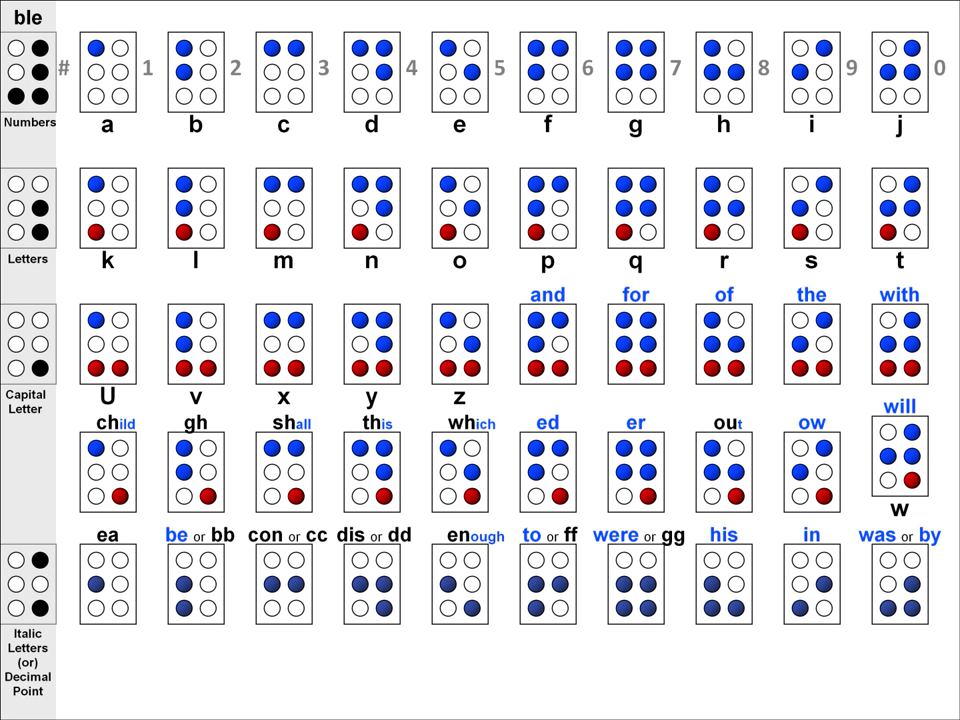 ble
# 1 2 3 4 5 6 7 8 9 0
Numbers a b c d e f g h i j
Letters k l m n o p q r s t
and for of the with
Capital
Letter
U v x y z
child gh shall this which ed er out ow will
w
ea be or bb con or cc dis or dd enough to or ff were or gg his in was or by
Italic
Letters
(or)
Decimal
Point